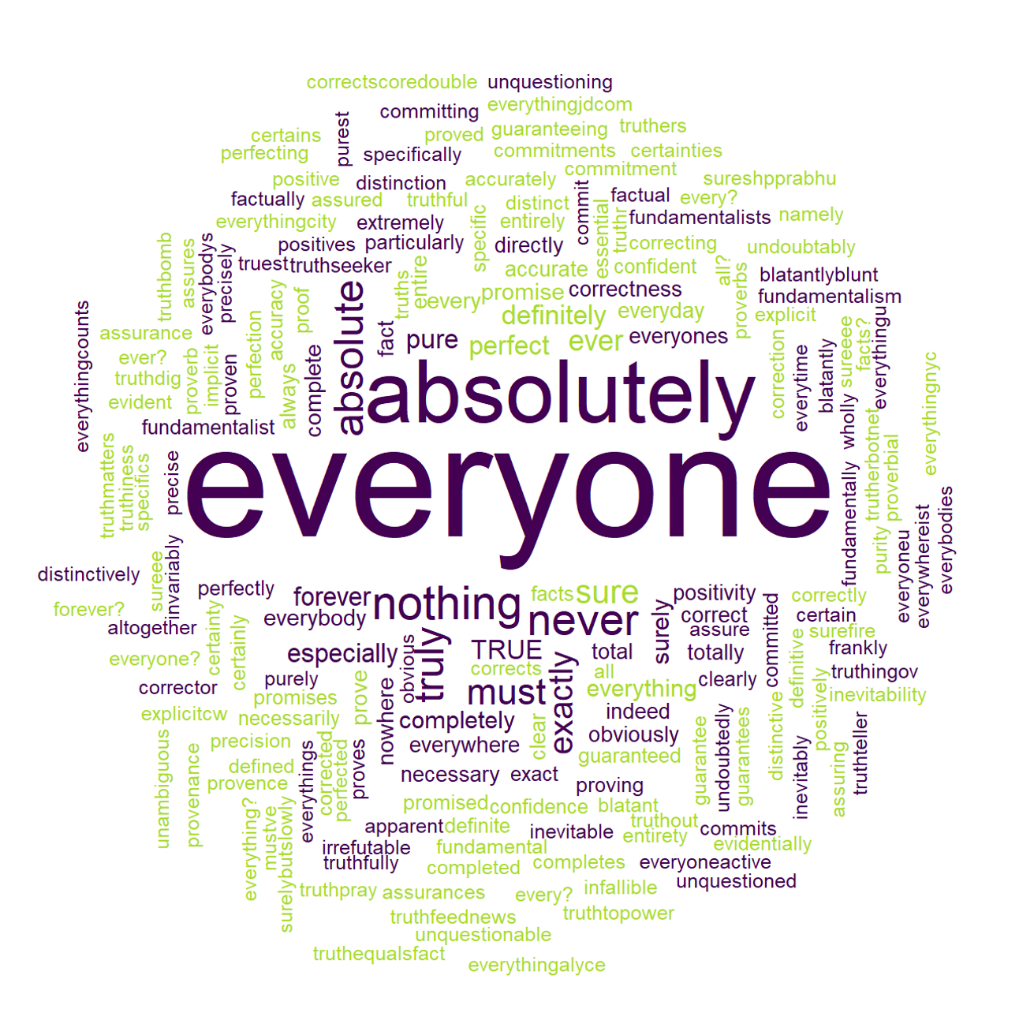 correctscoredouble
unquestioning
committing
everythingjdcom
certains
purest
proved
guaranteeing
truthers
perfecting
specifically
commitments
certainties
positive
distinction
accurately
commitment
sureshpprabhu
factually
assured
truthful
distinct
commit
factual
every?
everythingcity
extremely
specific
entirely
essential
truthr
fundamentalists
namely
truthbomb
assures
everybodys
precisely
positives
particularly
directly
correcting
all?
undoubtably
truest
truthseeker
truths
entire
accurate
confident
proverbs
blatantlyblunt
everythingcounts
accuracy
proof
absolute
fact
every
promise
correctness
fundamentalism
assurance
perfection
pure
definitely
everyday
explicit
ever?
proverb
implicit
proven
always
complete
perfect
ever
everyones
correction
everytime
blatantly
sureeee
facts?
everythingu
everythingnyc
truthdig
evident
absolutely
wholly
fundamentalist
truthmatters
truthiness
specifics
precise
everyone
fundamentally
trutherbotnet
proverbial
distinctively
sureee
invariably
perfectly
forever
nothing
facts
sure
positivity
committed
correctly
purity
everyoneu
everywhereist
everybodies
forever?
everybody
never
surely
correct
certain
altogether
certainty
certainly
obvious
truly
TRUE
assure
surefire
everyone?
especially
corrects
exactly
total
all
totally
definitive
frankly
corrector
purely
prove
nowhere
must
everything
clearly
truthingov
explicitcw
promises
completely
clear
indeed
distinctive
positively
inevitability
necessarily
everywhere
obviously
unambiguous
provenance
precision
everythings
corrected
perfected
proves
guaranteed
guarantee
undoubtedly
guarantees
inevitably
assuring
truthteller
defined
provence
necessary
exact
proving
everything?
mustve
surelybutslowly
promised
confidence
blatant
truthout
apparent
definite
inevitable
entirety
commits
irrefutable
fundamental
evidentially
truthfully
completed
completes
everyoneactive
truthpray
assurances
every?
infallible
unquestioned
truthfeednews
truthtopower
unquestionable
truthequalsfact
everythingalyce